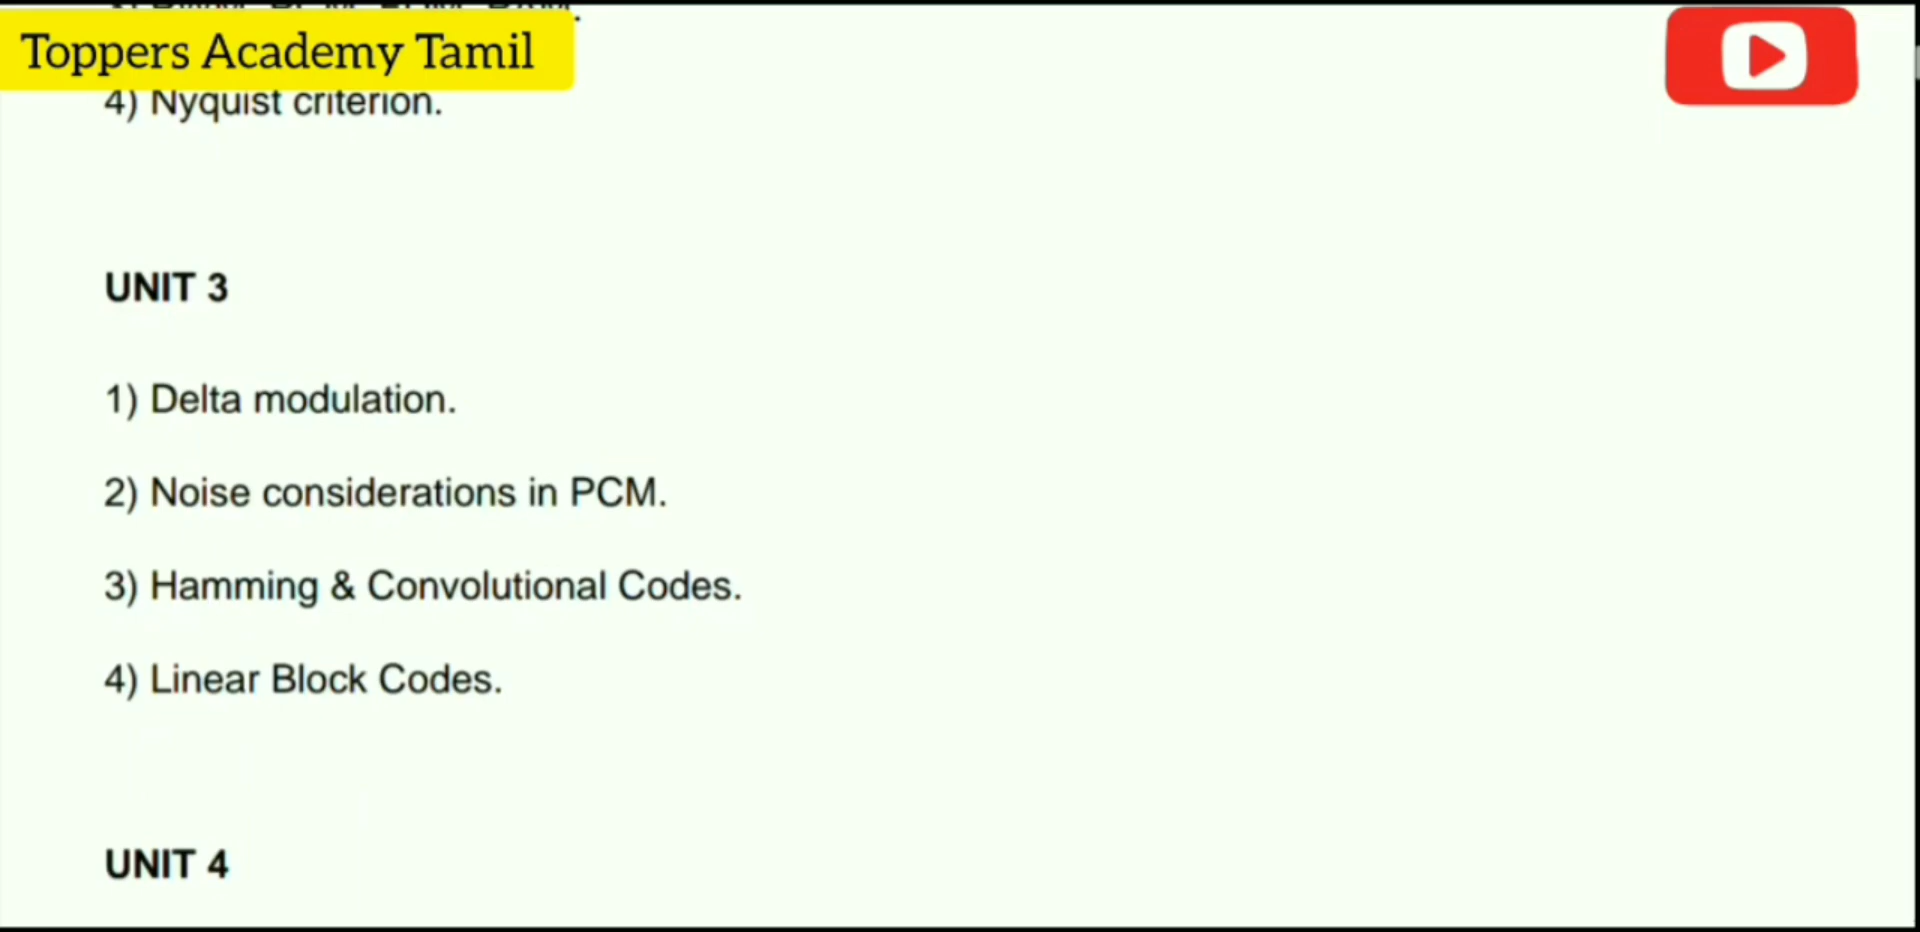 Toppers Academy Tamil
4) Nyquist criterion.
UNIT 3
1) Delta modulation.
2) Noise considerations in PCM.
3) Hamming & Convolutional Codes.
4) Linear Block Codes.
UNIT 4